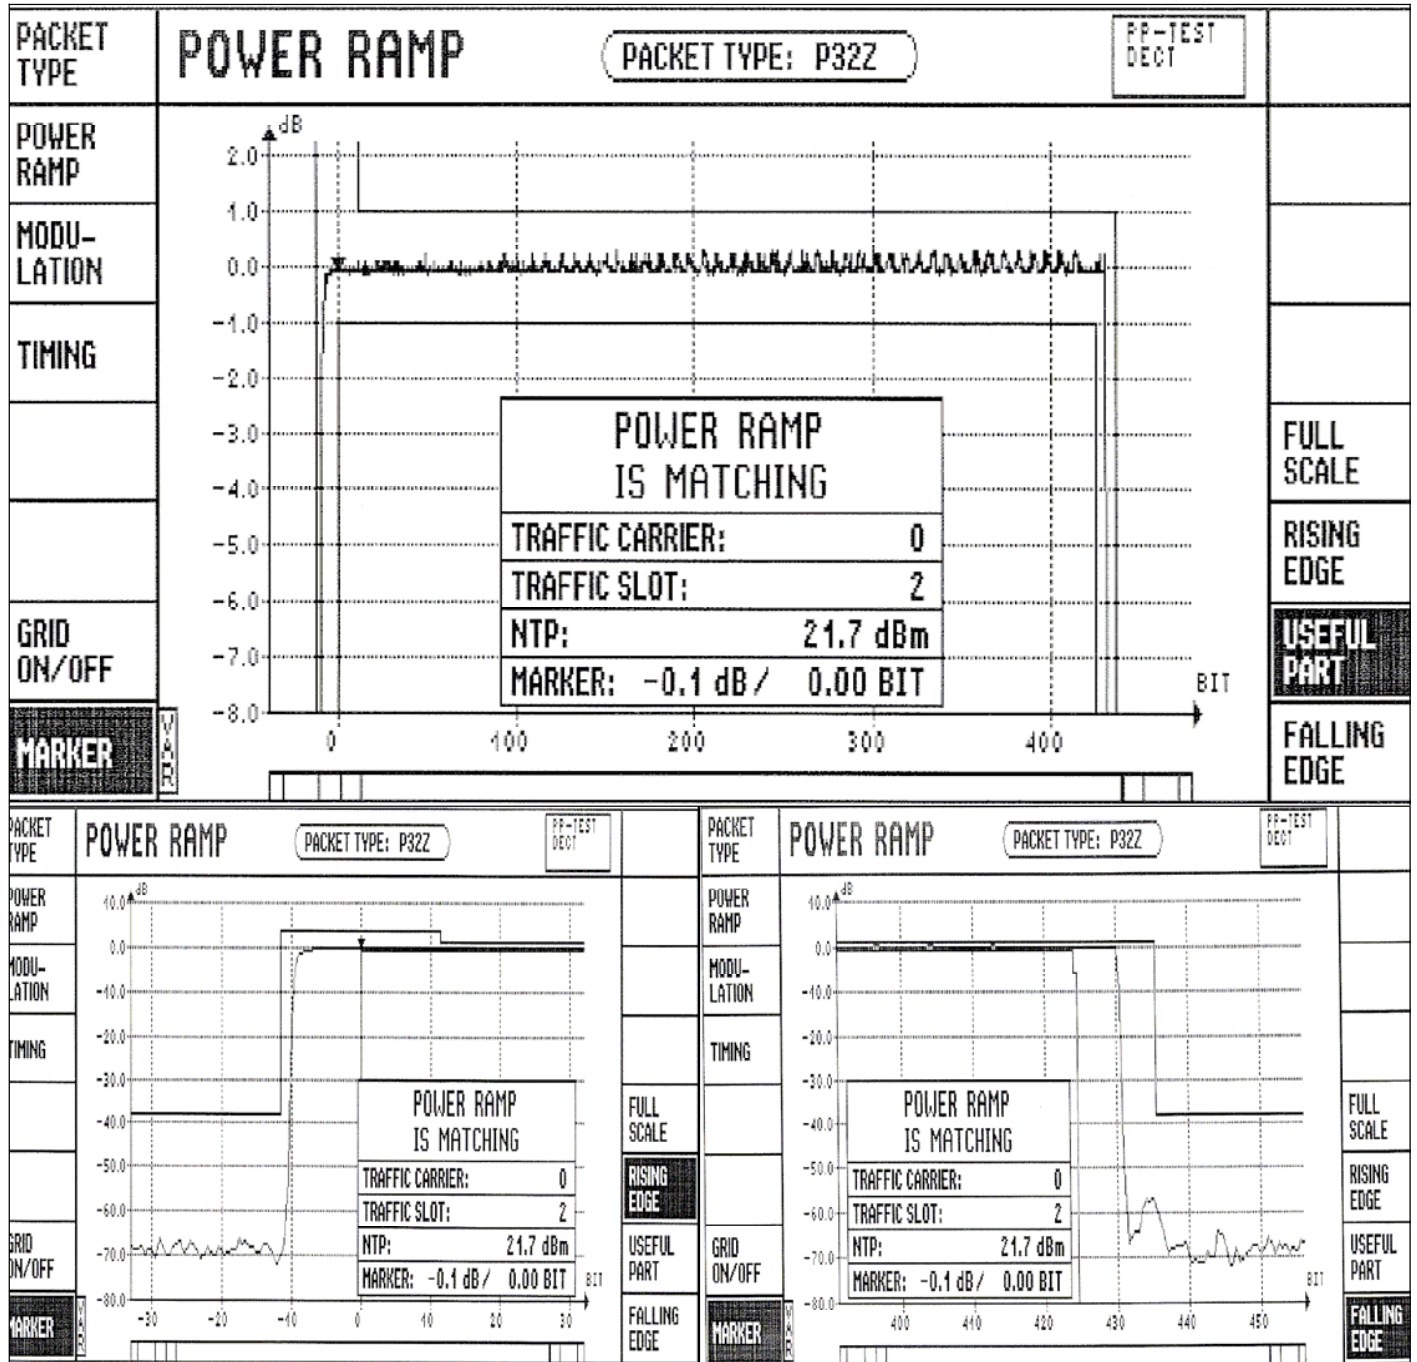 PACKET
TYPE
POWER RAMP
PACKET TYPE: P32Z
PP-TEST
DECT
POWER
RAMP
MODU-
LATION
TIMING
GRID
ON/OFF
MARKER
VAR
dB
2.0
1.0
0.0
-1.0
-2.0
-3.0
-4.0
-5.0
-6.0
-7.0
-8.0
0
100
200
300
400
BIT
POWER RAMP
IS MATCHING
TRAFFIC CARRIER: 0
TRAFFIC SLOT: 2
NTP: 21.7 dBm
MARKER: -0.1 dB / 0.00 BIT
FULL
SCALE
RISING
EDGE
USEFUL
PART
FALLING
EDGE
PACKET
TYPE
POWER RAMP
PACKET TYPE: P32Z
PP-TEST
DECT
POWER
RAMP
MODU-
LATION
TIMING
GRID
ON/OFF
MARKER
VAR
dB
10.0
0.0
-10.0
-20.0
-30.0
-40.0
-50.0
-60.0
-70.0
-80.0
-30
-20
-10
0
10
20
30
BIT
POWER RAMP
IS MATCHING
TRAFFIC CARRIER: 0
TRAFFIC SLOT: 2
NTP: 21.7 dBm
MARKER: -0.1 dB / 0.00 BIT
FULL
SCALE
RISING
EDGE
USEFUL
PART
FALLING
EDGE
PACKET
TYPE
POWER RAMP
PACKET TYPE: P32Z
PP-TEST
DECT
POWER
RAMP
MODU-
LATION
TIMING
GRID
ON/OFF
MARKER
VAR
dB
10.0
0.0
-10.0
-20.0
-30.0
-40.0
-50.0
-60.0
-70.0
-80.0
400
410
420
430
440
450
BIT
POWER RAMP
IS MATCHING
TRAFFIC CARRIER: 0
TRAFFIC SLOT: 2
NTP: 21.7 dBm
MARKER: -0.1 dB / 0.00 BIT
FULL
SCALE
RISING
EDGE
USEFUL
PART
FALLING
EDGE